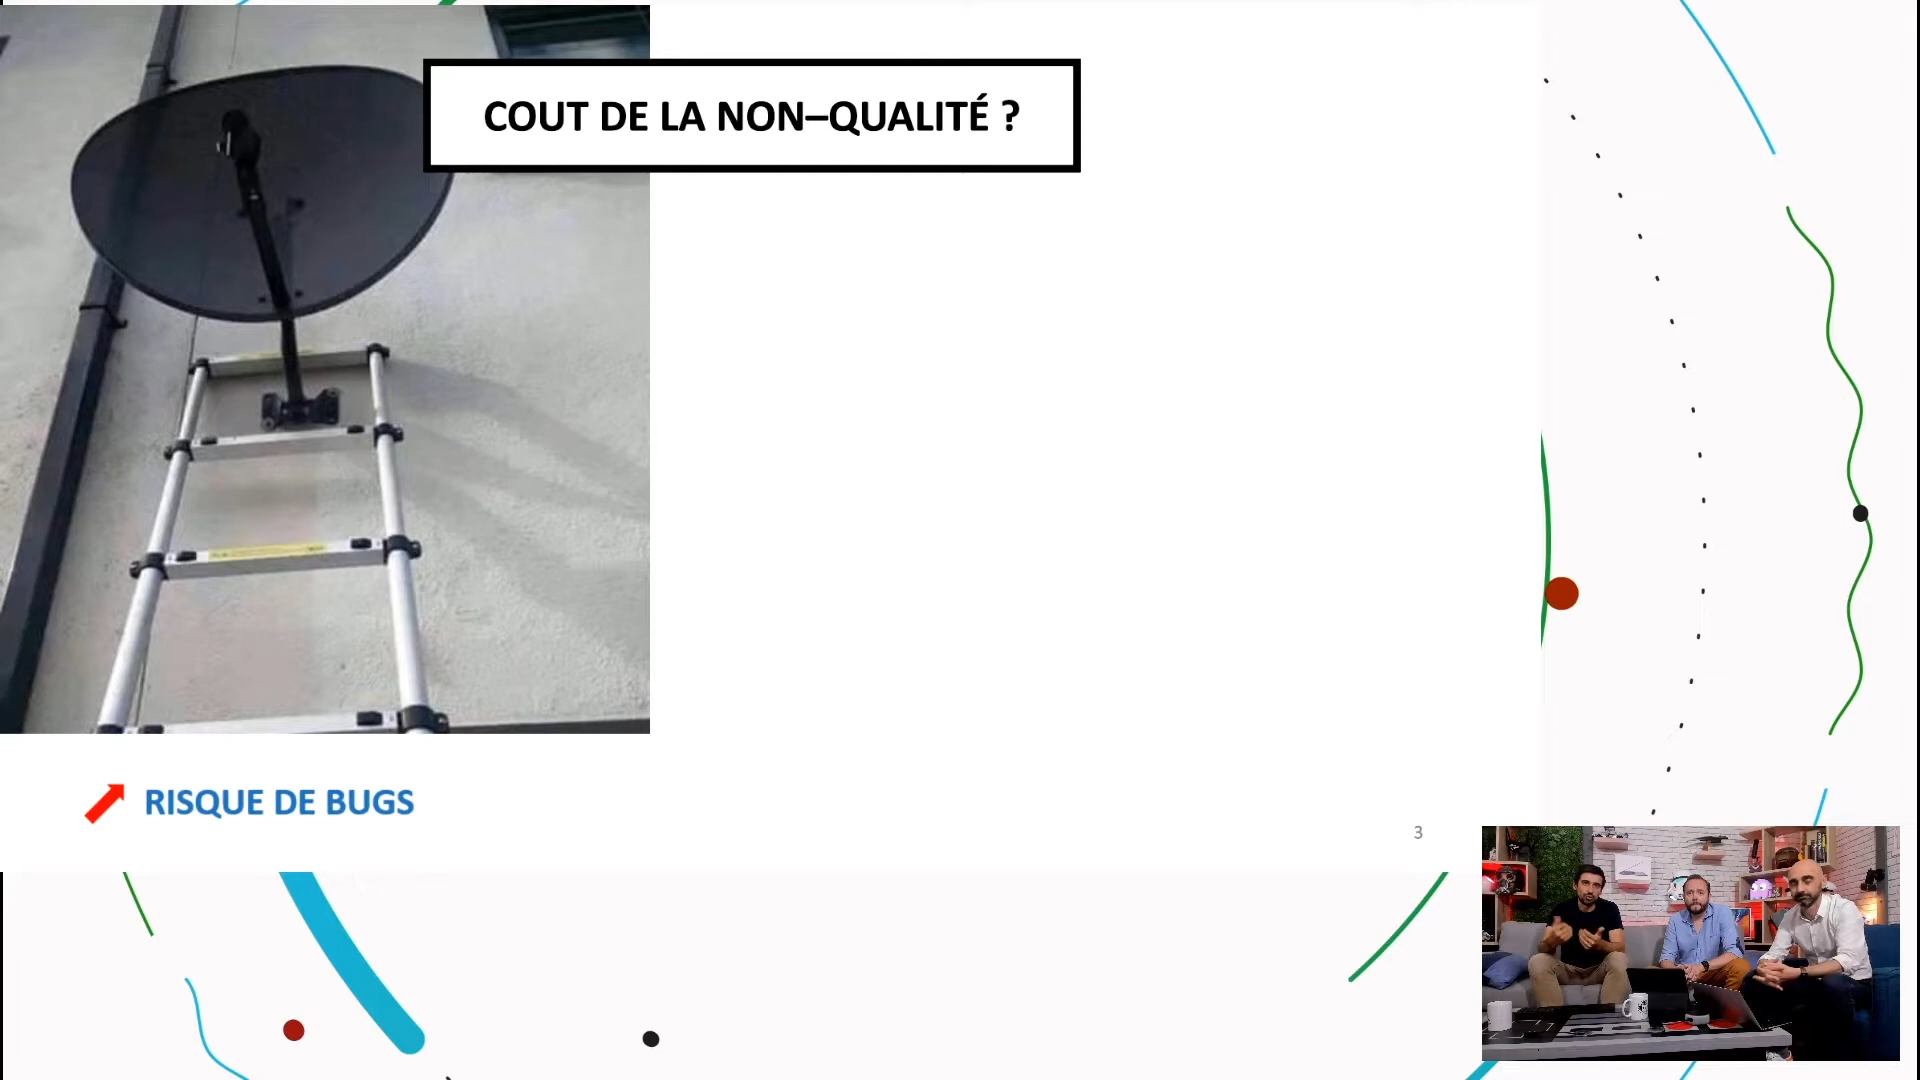 COUT DE LA NON–QUALITÉ ?
RISQUE DE BUGS
3